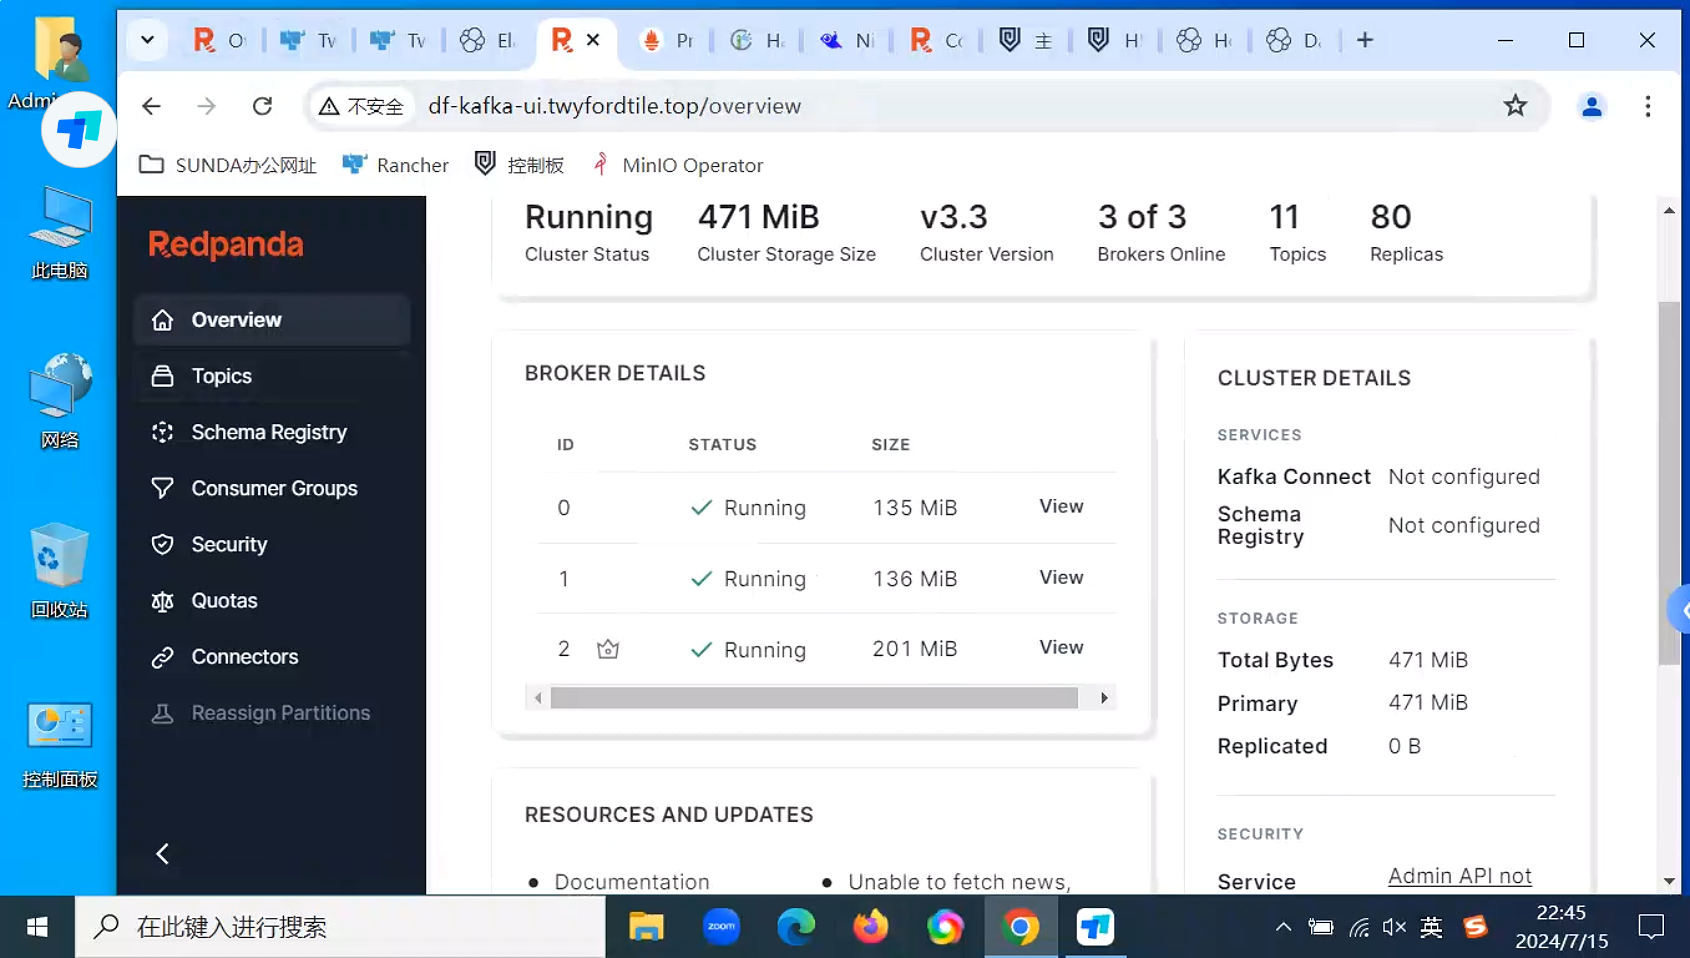 Admi
此电脑
网络
回收站
控制面板
Tw
Tw
El
Pr
Ni
主
不安全
df-kafka-ui.twyfordtile.top/overview
SUNDA办公网址
Rancher
控制板
MinIO Operator
Redpanda
Overview
Topics
Schema Registry
Consumer Groups
Security
Quotas
Connectors
Reassign Partitions
Running 471 MiB v3.3 3 of 3 11 80
Cluster Status Cluster Storage Size Cluster Version Brokers Online Topics Replicas
BROKER DETAILS
ID STATUS SIZE
0 Running 135 MiB View
1 Running 136 MiB View
2 Running 201 MiB View
RESOURCES AND UPDATES
Documentation
Unable to fetch news,
CLUSTER DETAILS
SERVICES
Kafka Connect Not configured
Schema
Registry Not configured
STORAGE
Total Bytes 471 MiB
Primary 471 MiB
Replicated 0 B
SECURITY
Service Admin API not
在此键入进行搜索
zoom
英
22:45
2024/7/15